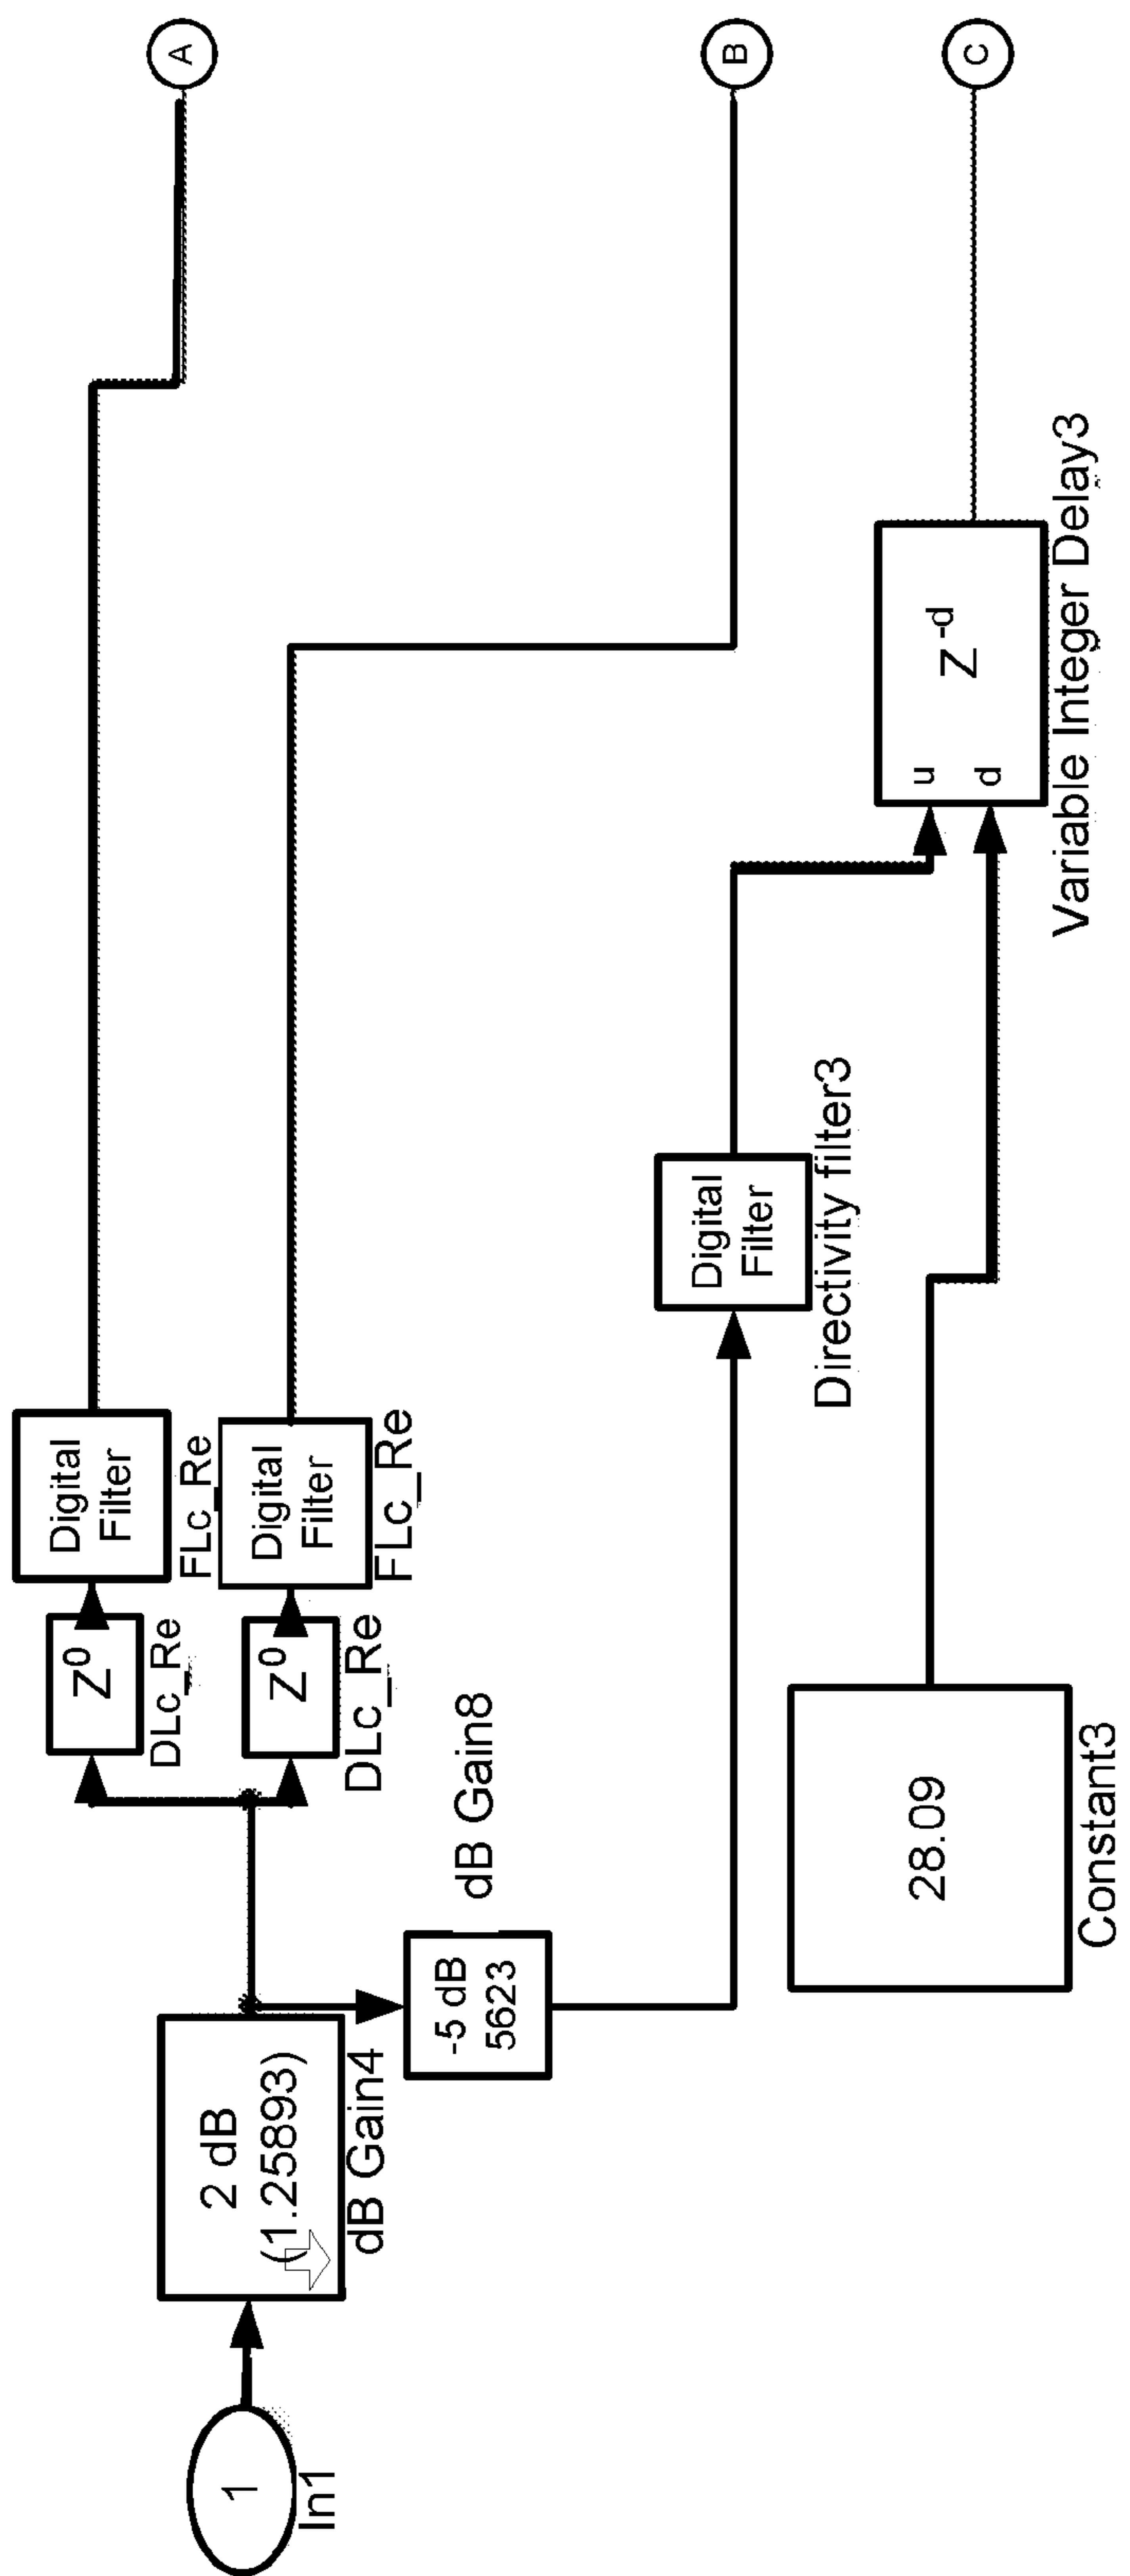 1
In1
2 dB
(1.25893)
dB Gain4
Z⁰
DLc_Re
Digital
Filter
FLc_Re
Z⁰
DLc_Re
Digital
Filter
FLc_Re
-5 dB
5623
dB Gain8
Digital
Filter
Directivity filter3
28.09
Constant3
u
d
Z⁻ᵈ
Variable Integer Delay3
A
B
C